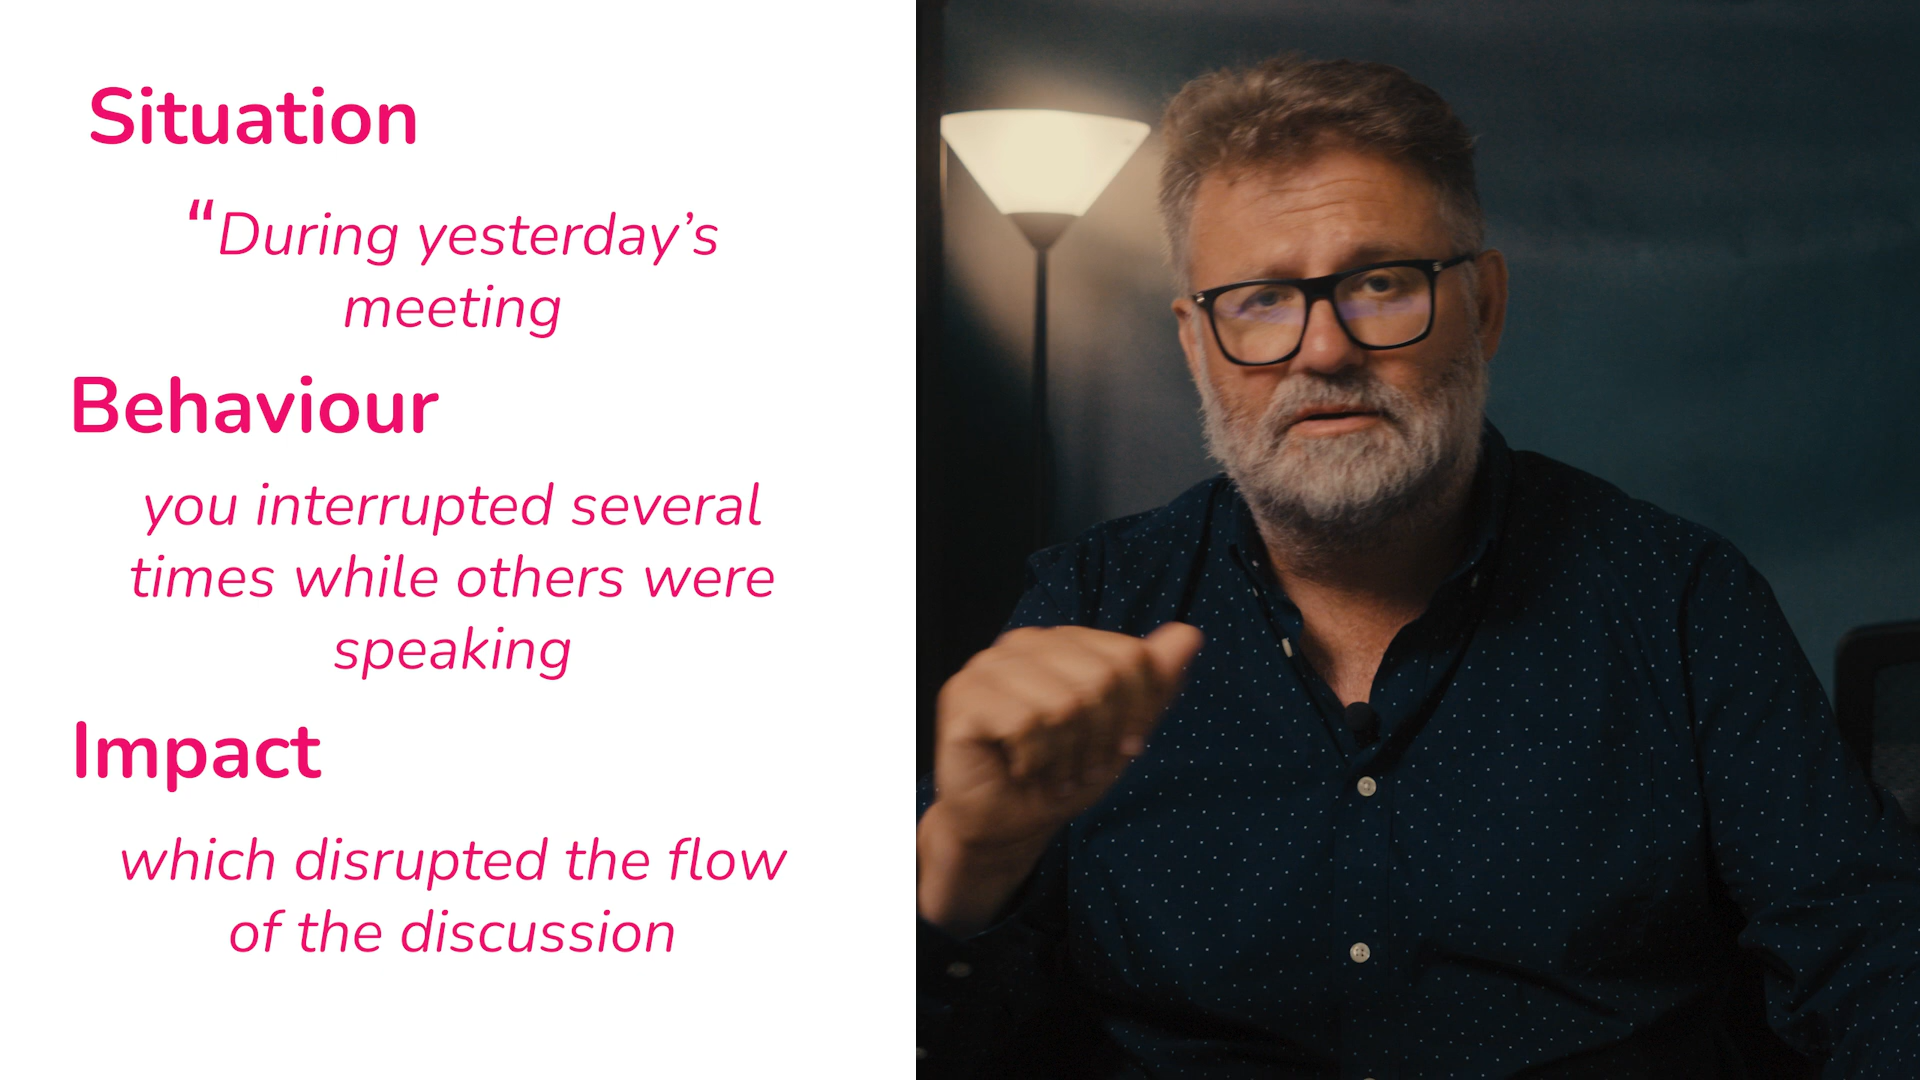 Situation
“During yesterday’s
meeting
Behaviour
you interrupted several
times while others were
speaking
Impact
which disrupted the flow
of the discussion